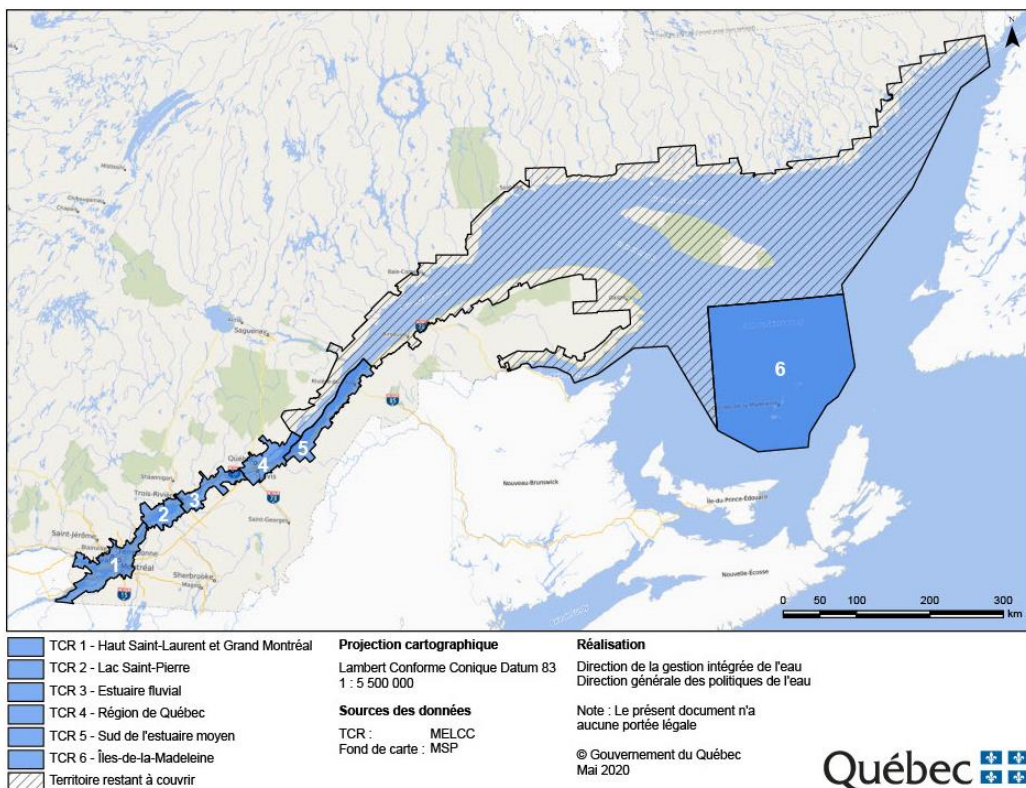 N
Saguenay
Baie-Comeau
15
Shawinigan
Trois-Rivières
Saint-Georges
Saint-Jérôme
Sherbrooke
Magog
Nouveau-Brunswick
Île-du-Prince-Édouard
Nouvelle-Écosse
1
2
3
4
5
6
0 50 100 200 300
km
TCR 1 - Haut Saint-Laurent et Grand Montréal
TCR 2 - Lac Saint-Pierre
TCR 3 - Estuaire fluvial
TCR 4 - Région de Québec
TCR 5 - Sud de l'estuaire moyen
TCR 6 - Îles-de-la-Madeleine
Territoire restant à couvrir
Projection cartographique
Lambert Conforme Conique Datum 83
1 : 5 500 000
Sources des données
TCR : MELCC
Fond de carte : MSP
Réalisation
Direction de la gestion intégrée de l'eau
Direction générale des politiques de l'eau
Note : Le présent document n'a
aucune portée légale
© Gouvernement du Québec
Mai 2020
Québec